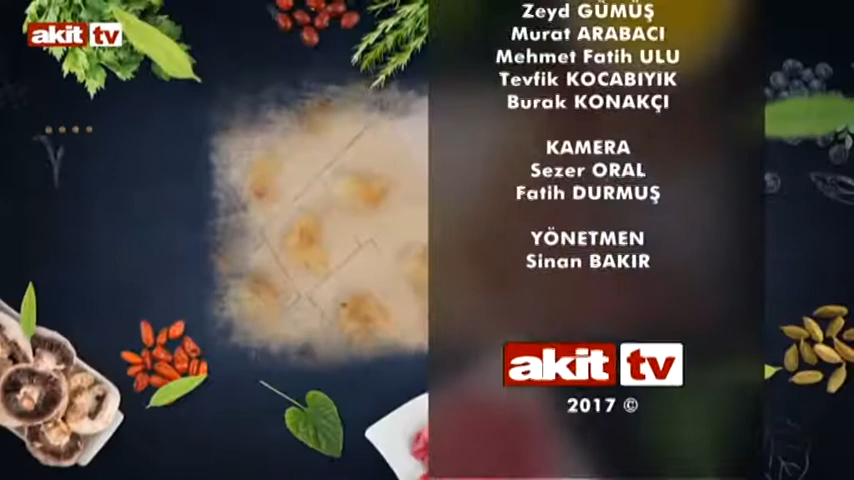 akit tv
Zeyd GÜMÜŞ
Murat ARABACI
Mehmet Fatih ULU
Tevfik KOCABIYIK
Burak KONAKÇI
KAMERA
Sezer ORAL
Fatih DURMUŞ
YÖNETMEN
Sinan BAKIR
akit tv
2017 ©